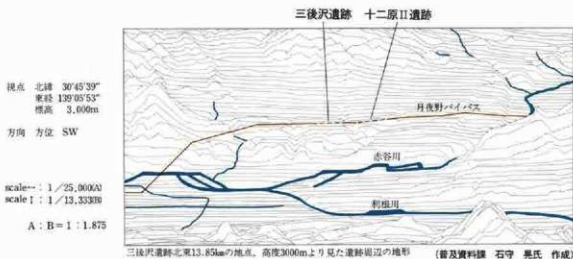 三後沢遺跡 十二原II遺跡
視点 北緯 30°45′39″
東経 139°05′53″
標高 3,000m
方向 方位 SW
月夜野バイパス
赤谷川
利根川
scale↔：1／25,000(A)
scale I：1／13,333(B)
A：B＝1：1.875
三後沢遺跡北東13.85kmの地点、高度3000mより見た遺跡周辺の地形
(普及資料課 石守 晃氏 作成)